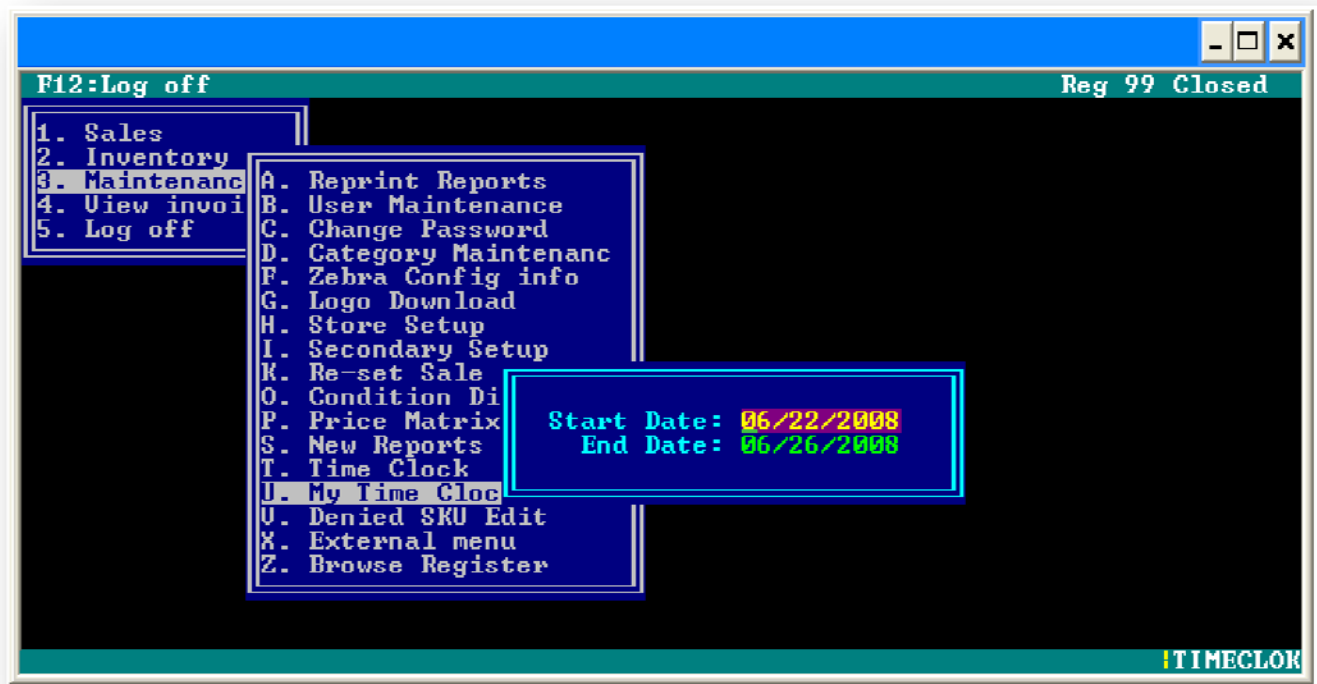 F12:Log off Reg 99 Closed
1. Sales
2. Inventory
3. Maintenanc
4. View invoi
5. Log off
A. Reprint Reports
B. User Maintenance
C. Change Password
D. Category Maintenanc
F. Zebra Config info
G. Logo Download
H. Store Setup
I. Secondary Setup
K. Re-set Sale
O. Condition Di
P. Price Matrix
S. New Reports
T. Time Clock
U. My Time Cloc
V. Denied SKU Edit
X. External menu
Z. Browse Register
Start Date: 06/22/2008
End Date: 06/26/2008
TIMECLOK